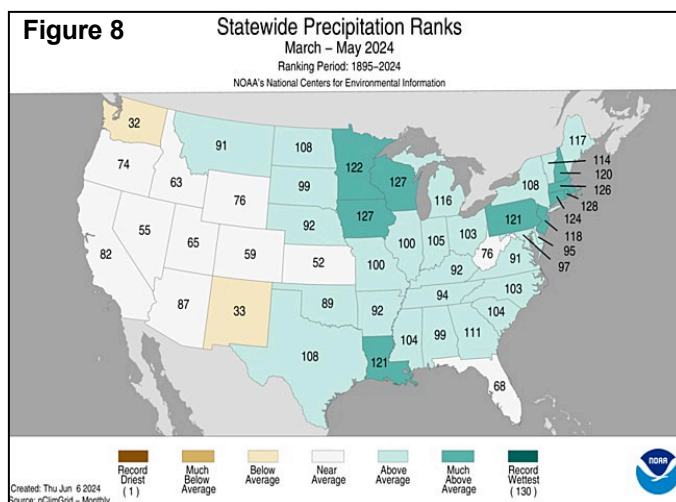 Figure 8
Statewide Precipitation Ranks
March – May 2024
Ranking Period: 1895–2024
NOAA's National Centers for Environmental Information
32
91
108
122
127
117
114
120
126
128
124
118
95
97
74
63
76
99
116
108
121
127
92
82
55
65
59
52
100
100
105
103
76
91
92
87
33
89
92
94
103
104
108
121
104
99
111
68
Record
Driest
(1)
Much
Below
Average
Below
Average
Near
Average
Above
Average
Much
Above
Average
Record
Wettest
(130)
NOAA
Created: Thu Jun 6 2024
Source: nClimGrid – Monthly